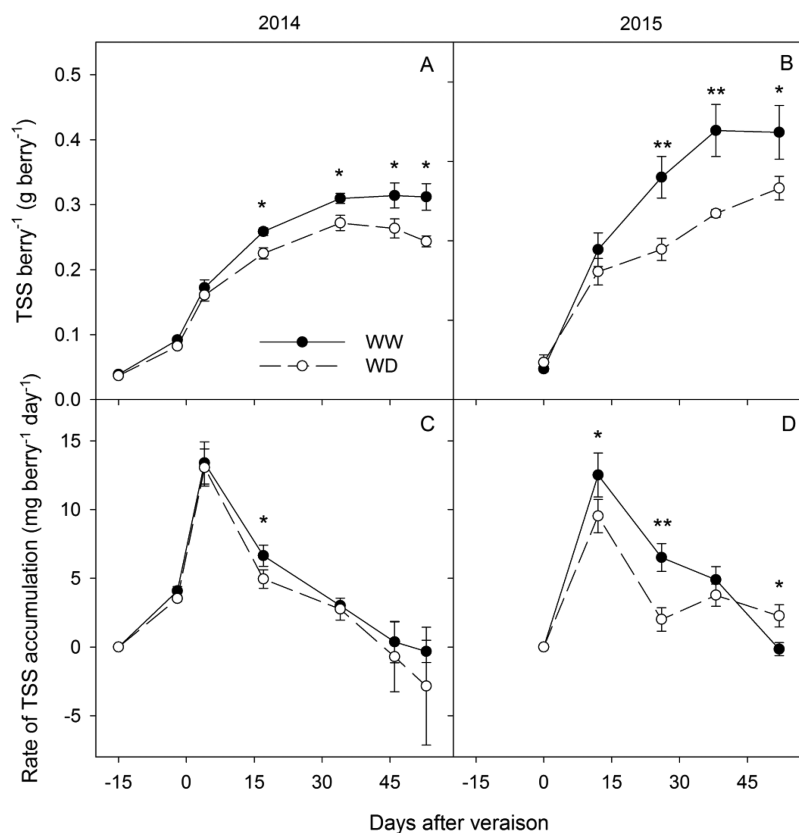 2014 2015
TSS berry⁻¹ (g berry⁻¹)
0.5
0.4
0.3
0.2
0.1
0.0
A
* * * *
WW
WD
B
** ** *
Rate of TSS accumulation (mg berry⁻¹ day⁻¹)
15
10
5
0
-5
C
*
D
* ** *
-15 0 15 30 45 -15 0 15 30 45
Days after veraison